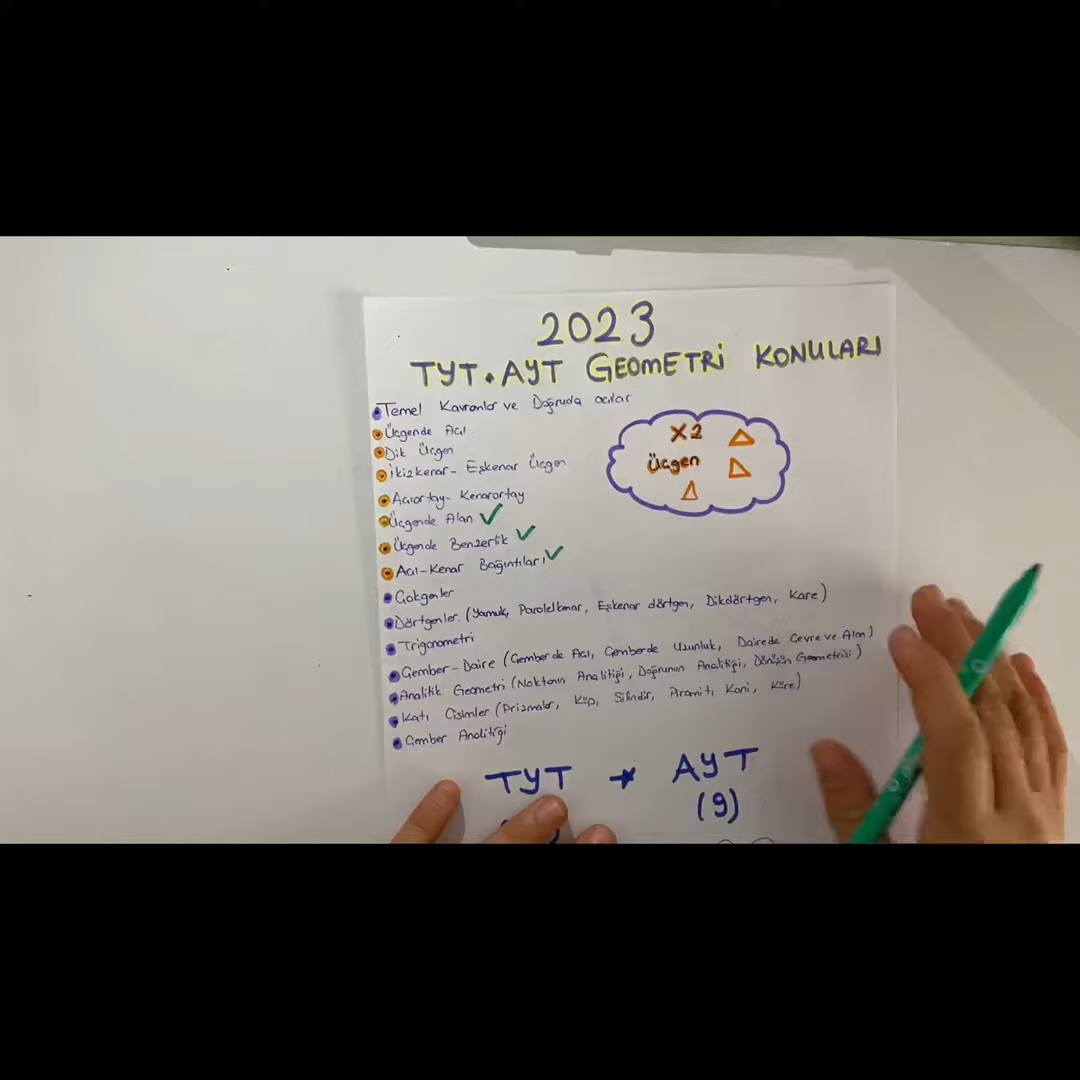 2023
TYT • AYT GEOMETRİ KONULARI
Temel Kavramlar ve Doğruda açılar
Üçgende Açı
Dik Üçgen
İkizkenar - Eşkenar Üçgen
Açıortay - Kenarortay
Üçgende Alan ✓
Üçgende Benzerlik ✓
Açı - Kenar Bağıntıları ✓
X2
Üçgen
Çokgenler
Dörtgenler (Yamuk, Paralelkenar, Eşkenar dörtgen, Dikdörtgen, Kare)
Trigonometri
Çember - Daire (Çemberde Açı, Çemberde Uzunluk, Dairede Çevre ve Alan)
Analitik Geometri (Noktanın Analitiği, Doğrunun Analitiği, Dönüşüm Geometrisi)
Katı Cisimler (Prizmalar, Küp, Silindir, Piramit, Koni, Küre)
Çember Analitiği
TYT * AYT
(9)